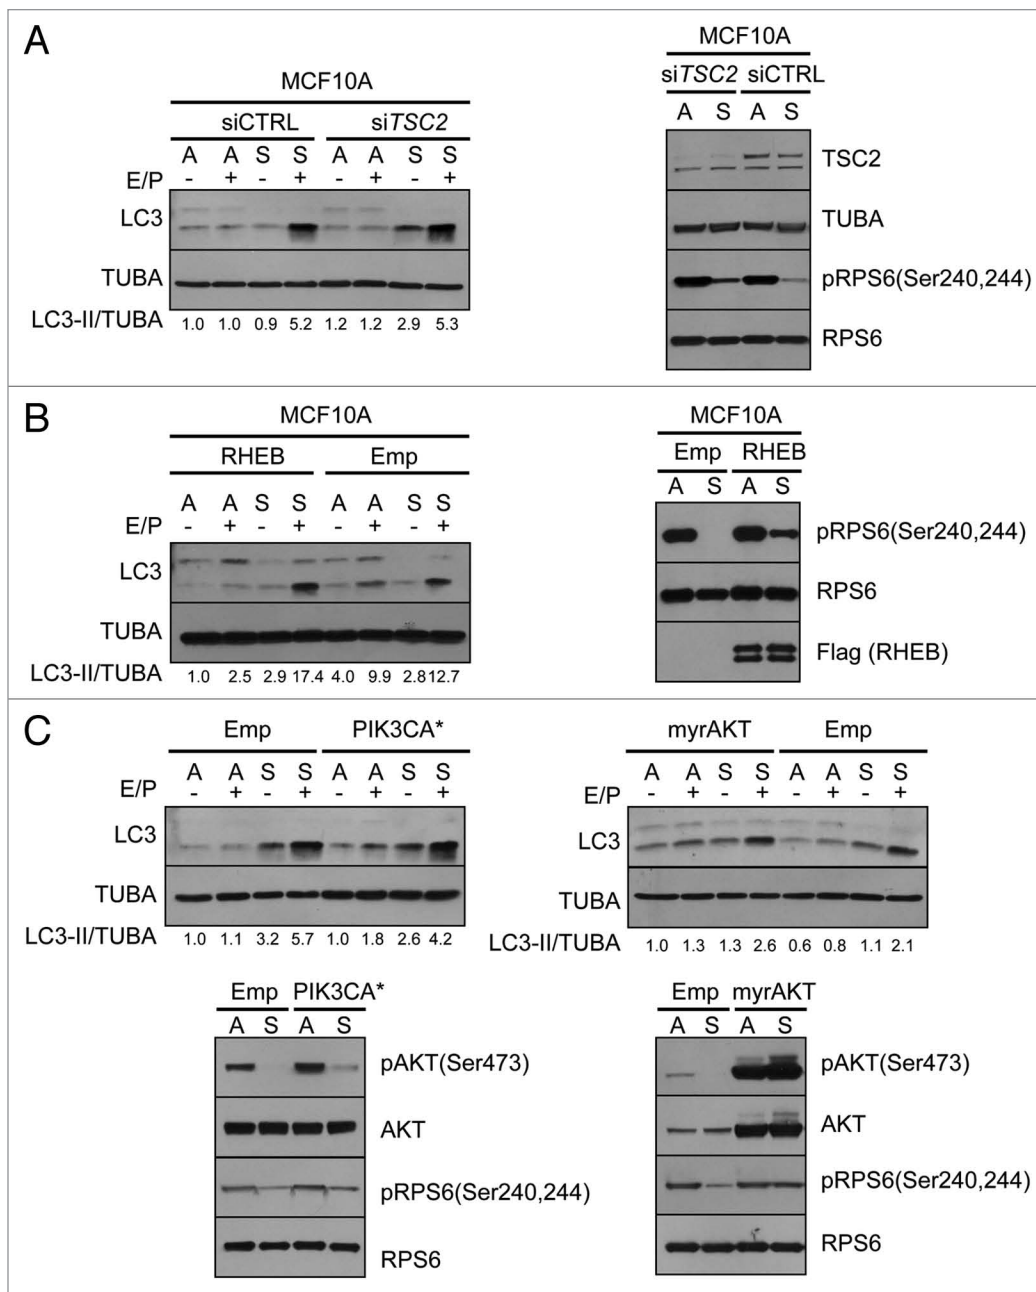 A
MCF10A
siCTRL siTSC2
A A S S A A S S
E/P - + - + - + - +
LC3
TUBA
LC3-II/TUBA 1.0 1.0 0.9 5.2 1.2 1.2 2.9 5.3
MCF10A
siTSC2 siCTRL
A S A S
TSC2
TUBA
pRPS6(Ser240,244)
RPS6
B
MCF10A
RHEB Emp
A A S S A A S S
E/P - + - + - + - +
LC3
TUBA
LC3-II/TUBA 1.0 2.5 2.9 17.4 4.0 9.9 2.8 12.7
MCF10A
Emp RHEB
A S A S
pRPS6(Ser240,244)
RPS6
Flag (RHEB)
C
Emp PIK3CA*
A A S S A A S S
E/P - + - + - + - +
LC3
TUBA
LC3-II/TUBA 1.0 1.1 3.2 5.7 1.0 1.8 2.6 4.2
myrAKT Emp
A A S S A A S S
E/P - + - + - + - +
LC3
TUBA
LC3-II/TUBA 1.0 1.3 1.3 2.6 0.6 0.8 1.1 2.1
Emp PIK3CA*
A S A S
pAKT(Ser473)
AKT
pRPS6(Ser240,244)
RPS6
Emp myrAKT
A S A S
pAKT(Ser473)
AKT
pRPS6(Ser240,244)
RPS6